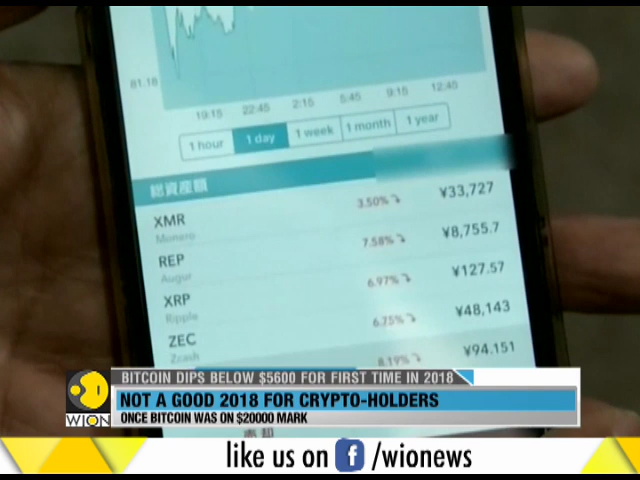 61.18
19:15 22:45 2:15 5:45 9:15 12:45
1 hour 1 day 1 week 1 month 1 year
総資産額
XMR 3.50% ¥33,727
Monero
REP 7.58% ¥8,755.7
Augur
XRP 6.97% ¥127.57
Ripple
ZEC 6.75% ¥48,143
Zcash
8.19% ¥94.151
BITCOIN DIPS BELOW $5600 FOR FIRST TIME IN 2018
NOT A GOOD 2018 FOR CRYPTO-HOLDERS
ONCE BITCOIN WAS ON $20000 MARK
WION
売却
like us on f /wionews